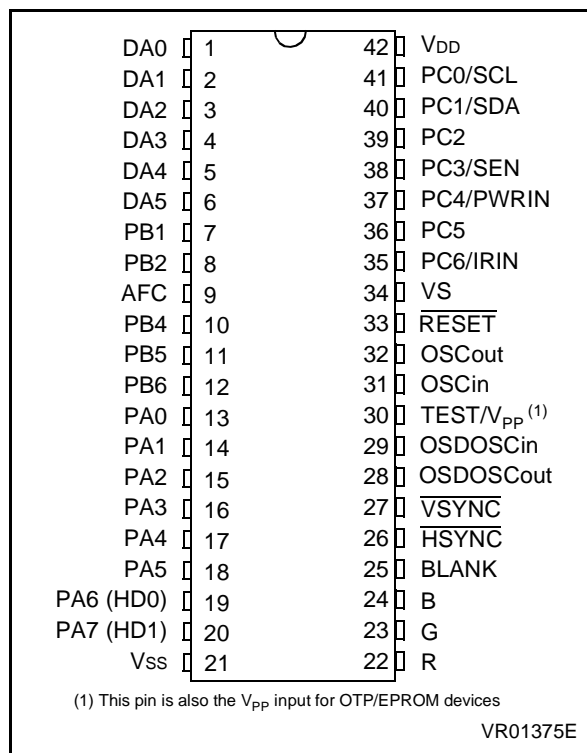 DA0 1 42 VDD
DA1 2 41 PC0/SCL
DA2 3 40 PC1/SDA
DA3 4 39 PC2
DA4 5 38 PC3/SEN
DA5 6 37 PC4/PWRIN
PB1 7 36 PC5
PB2 8 35 PC6/IRIN
AFC 9 34 VS
PB4 10 33 RESET
PB5 11 32 OSCout
PB6 12 31 OSCin
PA0 13 30 TEST/VPP (1)
PA1 14 29 OSDOSCin
PA2 15 28 OSDOSCout
PA3 16 27 VSYNC
PA4 17 26 HSYNC
PA5 18 25 BLANK
PA6 (HD0) 19 24 B
PA7 (HD1) 20 23 G
VSS 21 22 R
(1) This pin is also the VPP input for OTP/EPROM devices
VR01375E